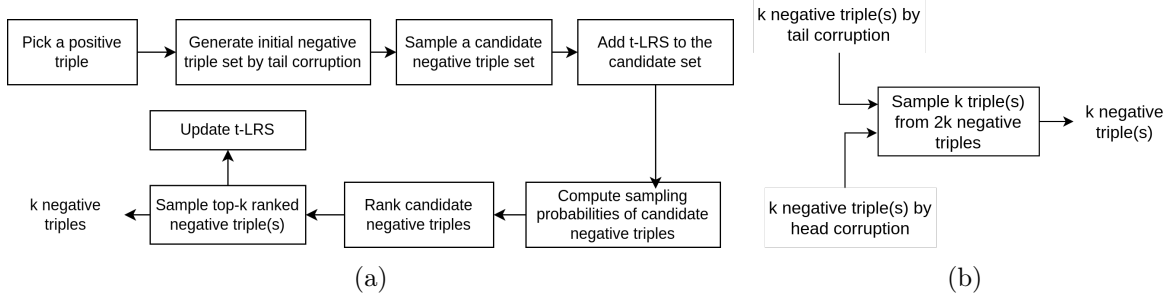 Pick a positive
triple
Generate initial negative
triple set by tail corruption
Sample a candidate
negative triple set
Add t-LRS to the
candidate set
Update t-LRS
k negative
triples
Sample top-k ranked
negative triple(s)
Rank candidate
negative triples
Compute sampling
probabilities of candidate
negative triples
(a)
k negative triple(s) by
tail corruption
Sample k triple(s)
from 2k negative
triples
k negative
triple(s)
k negative triple(s) by
head corruption
(b)